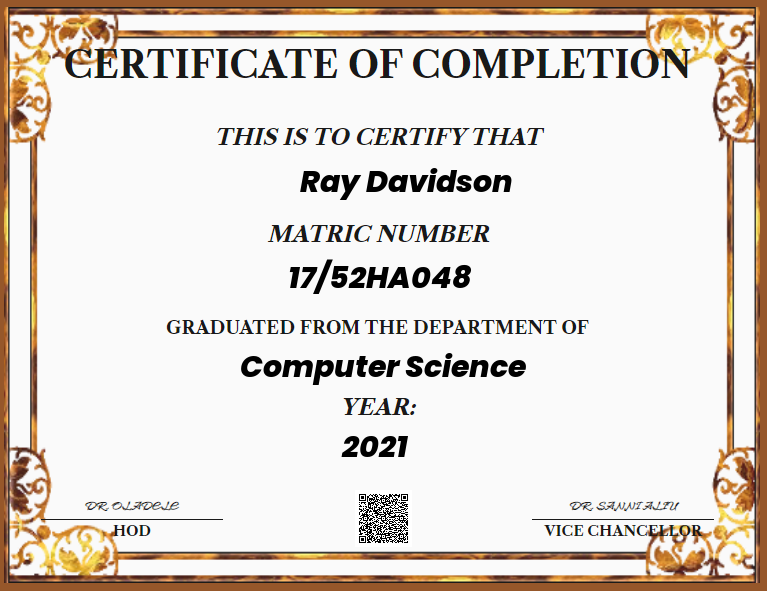 CERTIFICATE OF COMPLETION
THIS IS TO CERTIFY THAT
Ray Davidson
MATRIC NUMBER
17/52HA048
GRADUATED FROM THE DEPARTMENT OF
Computer Science
YEAR:
2021
DR. OLADELE
DR. SANNI ALIU
HOD
VICE CHANCELLOR